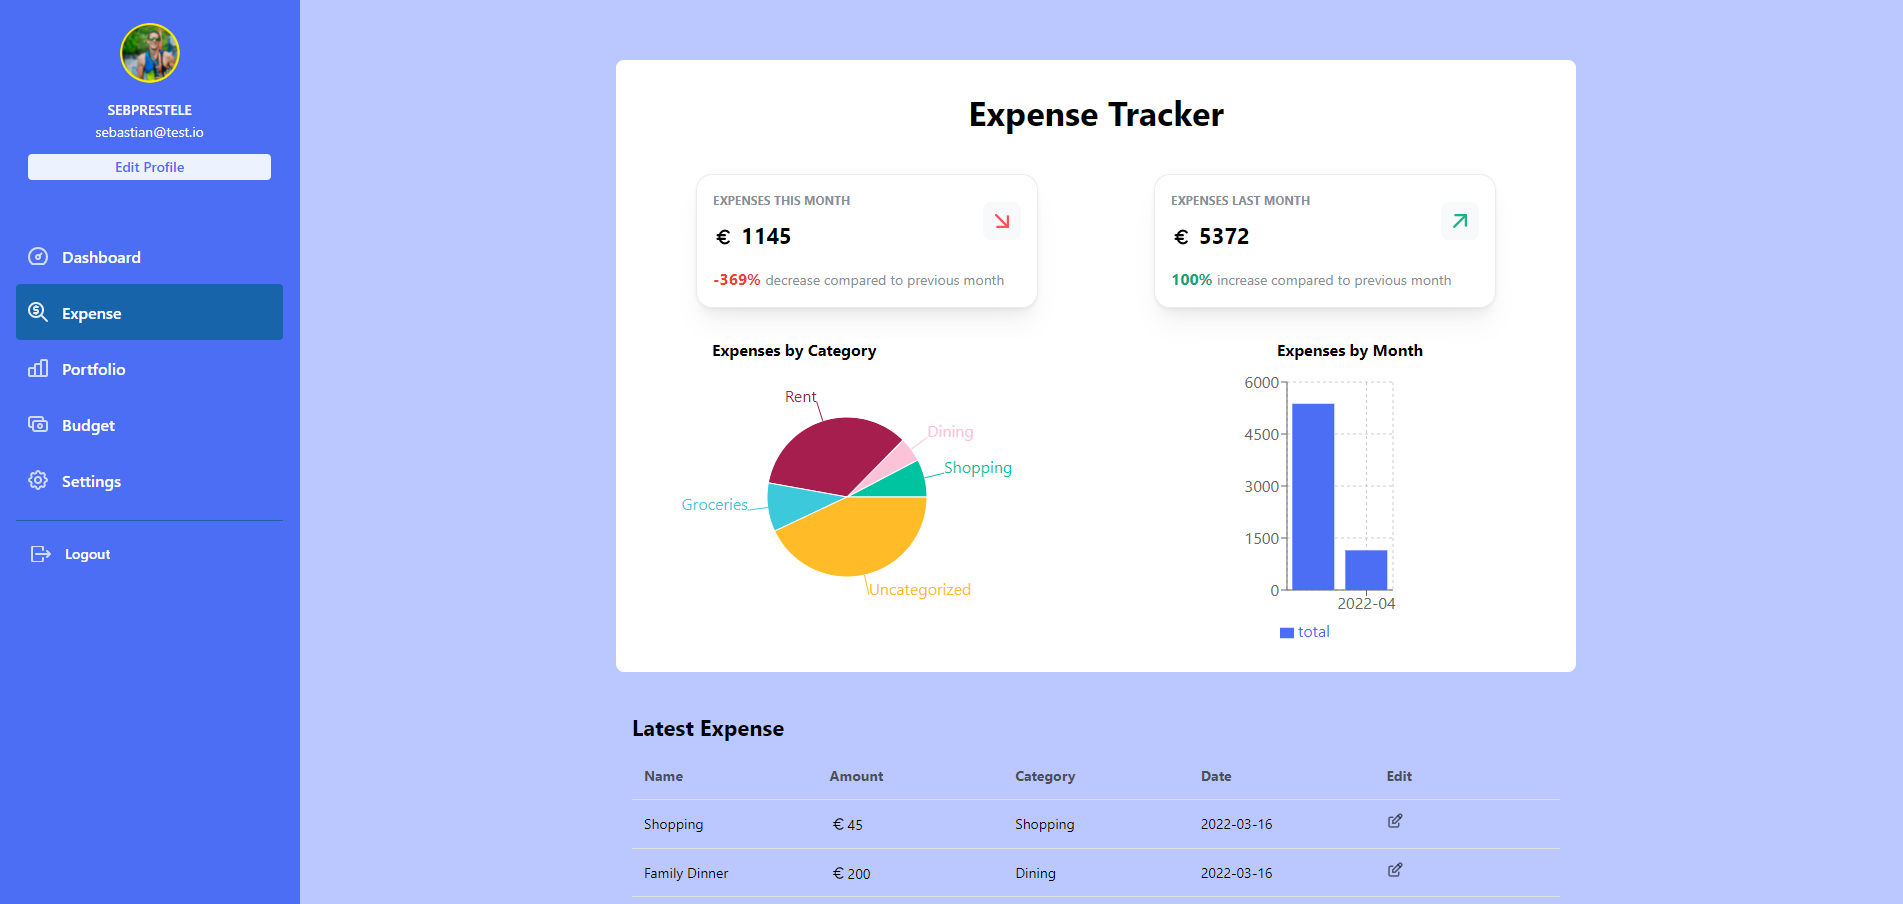 SEBPRESTELE
sebastian@test.io
Edit Profile
Dashboard
Expense
Portfolio
Budget
Settings
Logout
Expense Tracker
EXPENSES THIS MONTH
€ 1145
-369% decrease compared to previous month
EXPENSES LAST MONTH
€ 5372
100% increase compared to previous month
Expenses by Category
Rent
Dining
Shopping
Groceries
Uncategorized
Expenses by Month
6000
4500
3000
1500
0
2022-04
total
Latest Expense
Name Amount Category Date Edit
Shopping € 45 Shopping 2022-03-16
Family Dinner € 200 Dining 2022-03-16